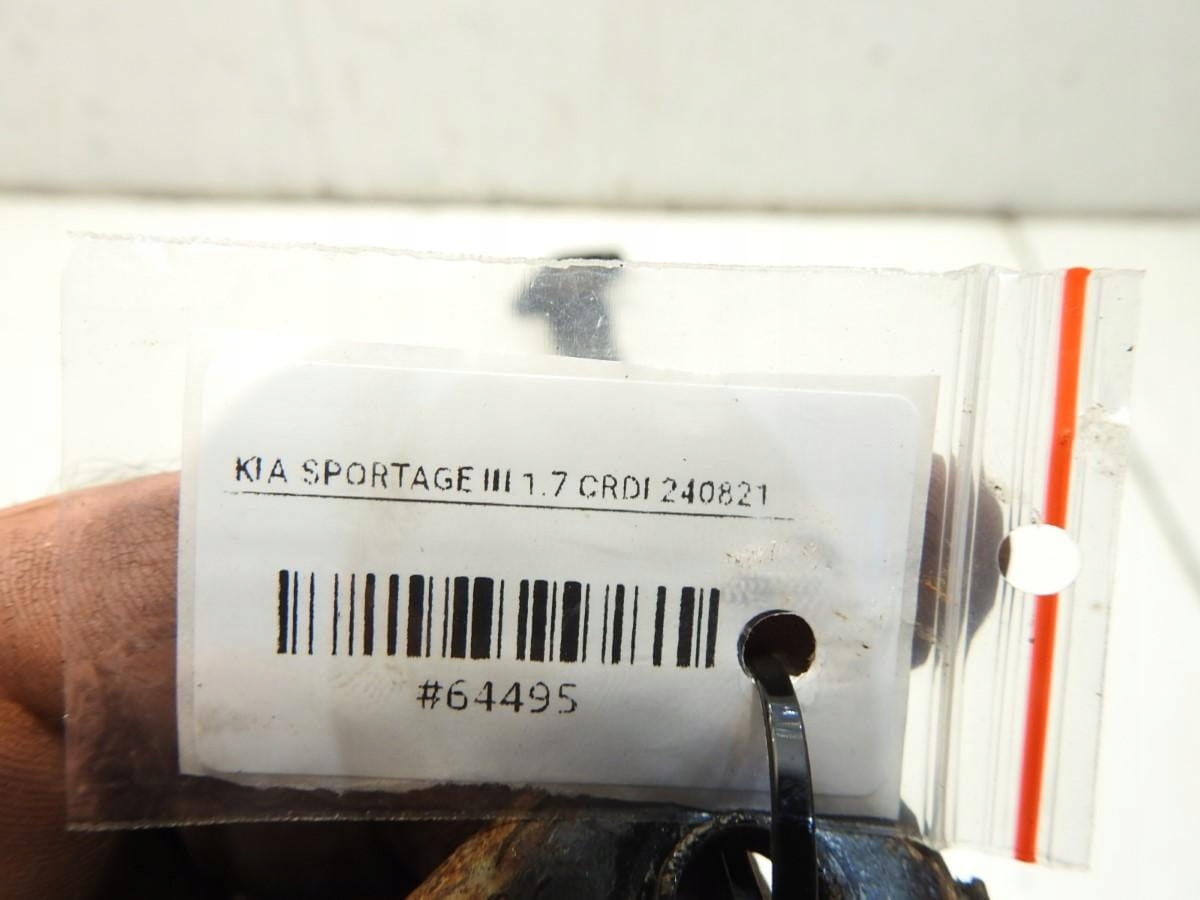 KIA SPORTAGE III 1.7 CRDI 240821
#64495